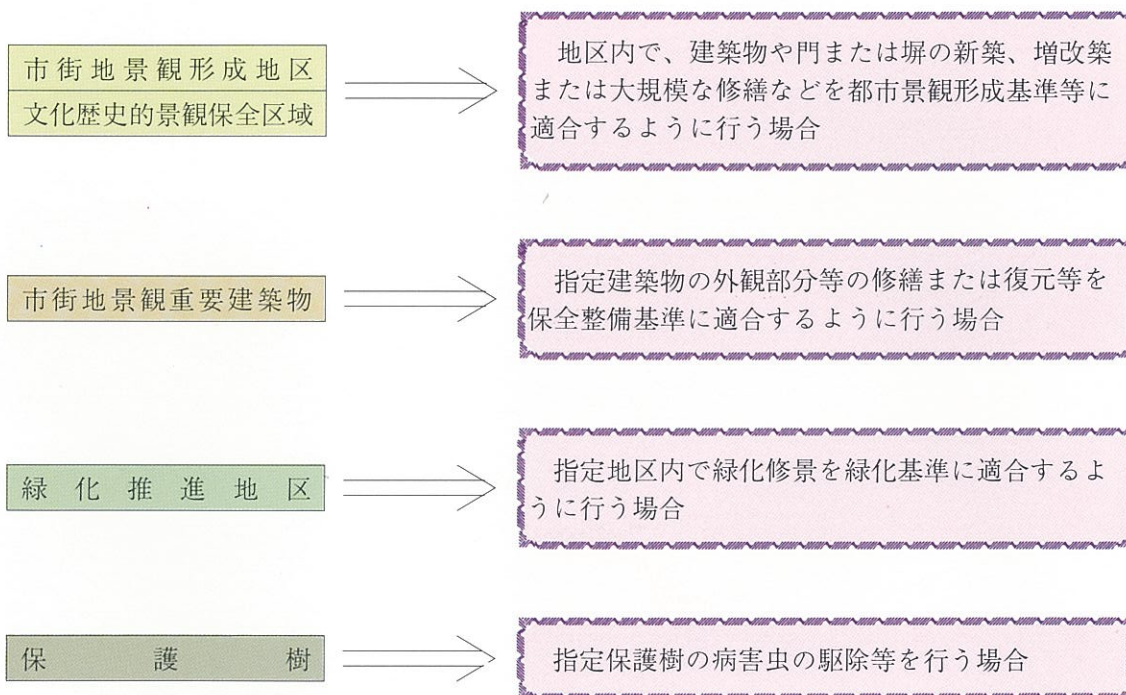 市街地景観形成地区
文化歴史的景観保全区域
地区内で、建築物や門または塀の新築、増改築
または大規模な修繕などを都市景観形成基準等に
適合するように行う場合
市街地景観重要建築物
指定建築物の外観部分等の修繕または復元等を
保全整備基準に適合するように行う場合
緑化推進地区
指定地区内で緑化修景を緑化基準に適合するよ
うに行う場合
保護樹
指定保護樹の病害虫の駆除等を行う場合